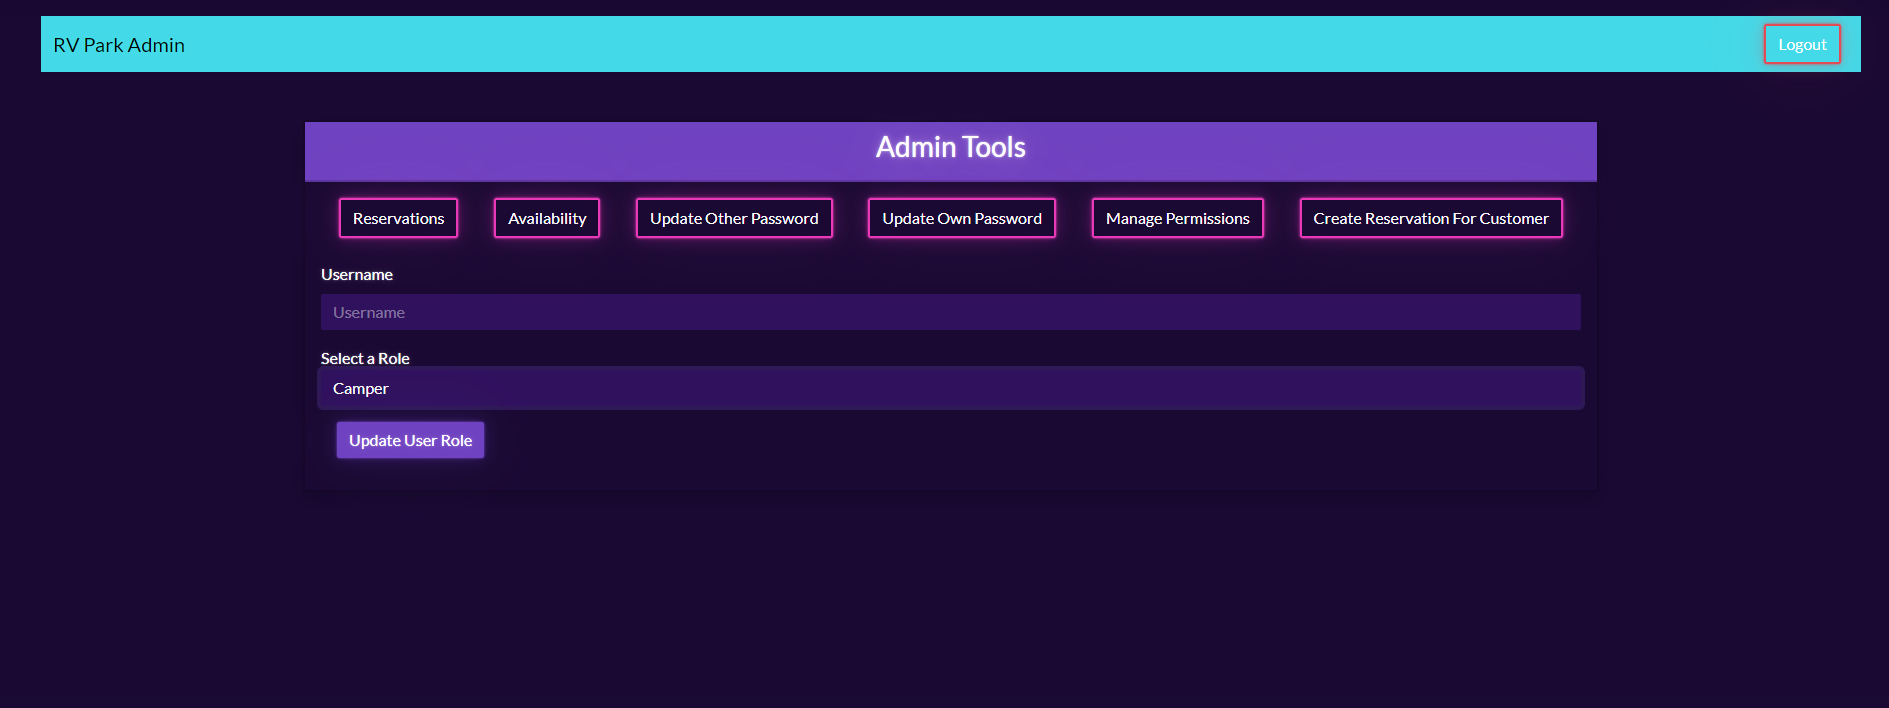 RV Park Admin Logout
Admin Tools
Reservations Availability Update Other Password Update Own Password Manage Permissions Create Reservation For Customer
Username
Username
Select a Role
Camper
Update User Role